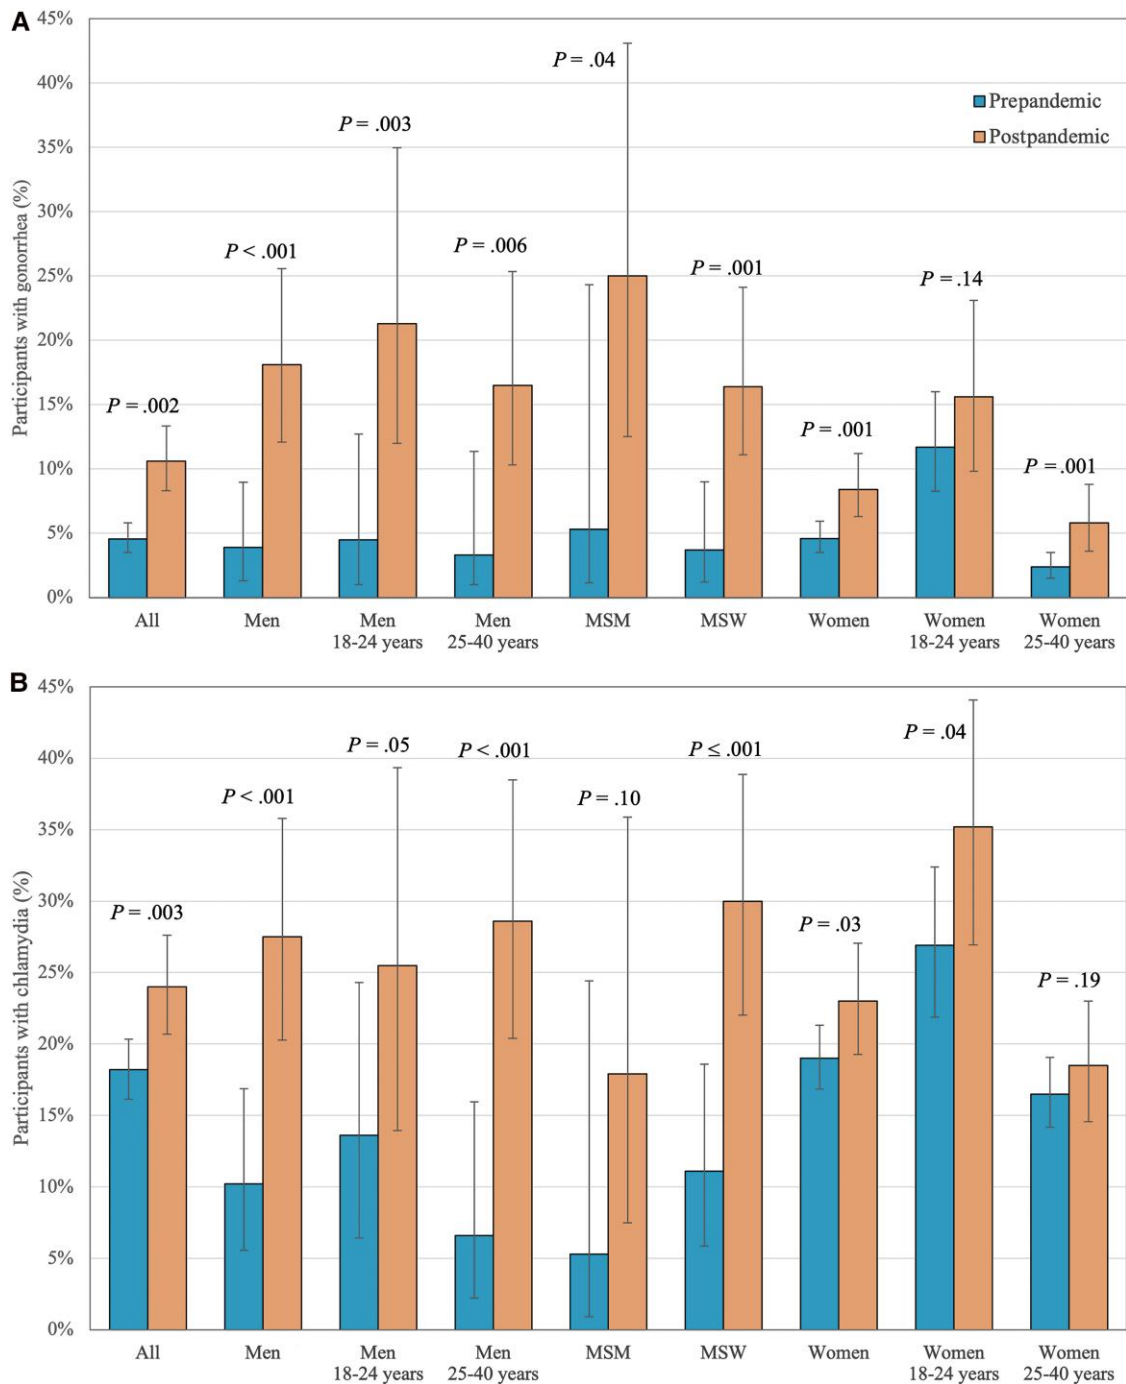 A
Participants with gonorrhea (%)
45%
40%
35%
30%
25%
20%
15%
10%
5%
0%
Prepandemic
Postpandemic
P = .002
P < .001
P = .003
P = .006
P = .04
P = .001
P = .001
P = .14
P = .001
All
Men
Men
18-24 years
Men
25-40 years
MSM
MSW
Women
Women
18-24 years
Women
25-40 years
B
Participants with chlamydia (%)
45%
40%
35%
30%
25%
20%
15%
10%
5%
0%
P = .003
P < .001
P = .05
P < .001
P = .10
P ≤ .001
P = .03
P = .04
P = .19
All
Men
Men
18-24 years
Men
25-40 years
MSM
MSW
Women
Women
18-24 years
Women
25-40 years